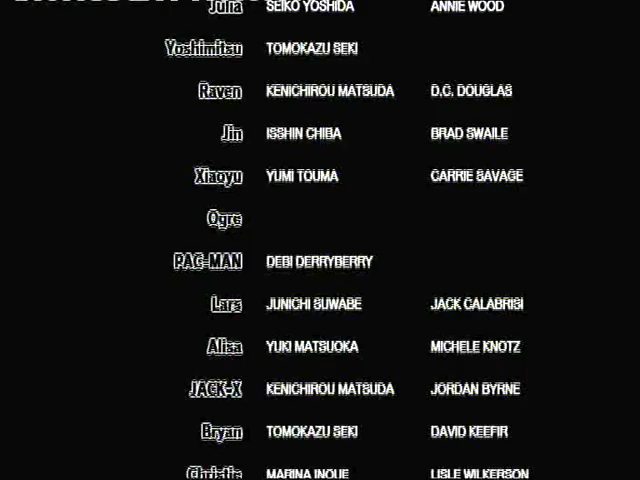 Julia SEIKO YOSHIDA ANNIE WOOD
Yoshimitsu TOMOKAZU SEKI
Raven KENICHIROU MATSUDA D.C. DOUGLAS
Jin ISSHIN CHIBA BRAD SWAILE
Xiaoyu YUMI TOUMA CARRIE SAVAGE
Ogre
PAC-MAN DEBI DERRYBERRY
Lars JUNICHI SUWABE JACK CALABRISI
Alisa YUKI MATSUOKA MICHELE KNOTZ
JACK-X KENICHIROU MATSUDA JORDAN BYRNE
Bryan TOMOKAZU SEKI DAVID KEEFIR
Christie MARINA INOUE LISLE WILKERSON